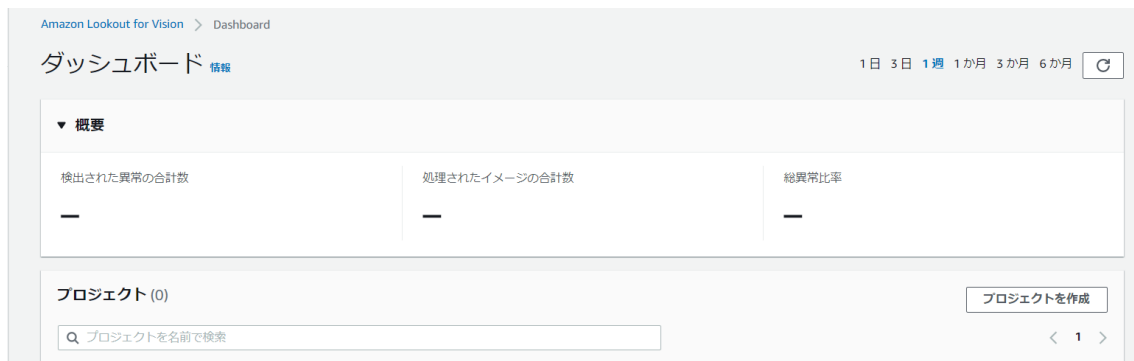 Amazon Lookout for Vision > Dashboard
ダッシュボード 情報
1日 3日 1週 1か月 3か月 6か月
▼ 概要
検出された異常の合計数 処理されたイメージの合計数 総異常比率
– – –
プロジェクト (0) プロジェクトを作成
プロジェクトを名前で検索 < 1 >